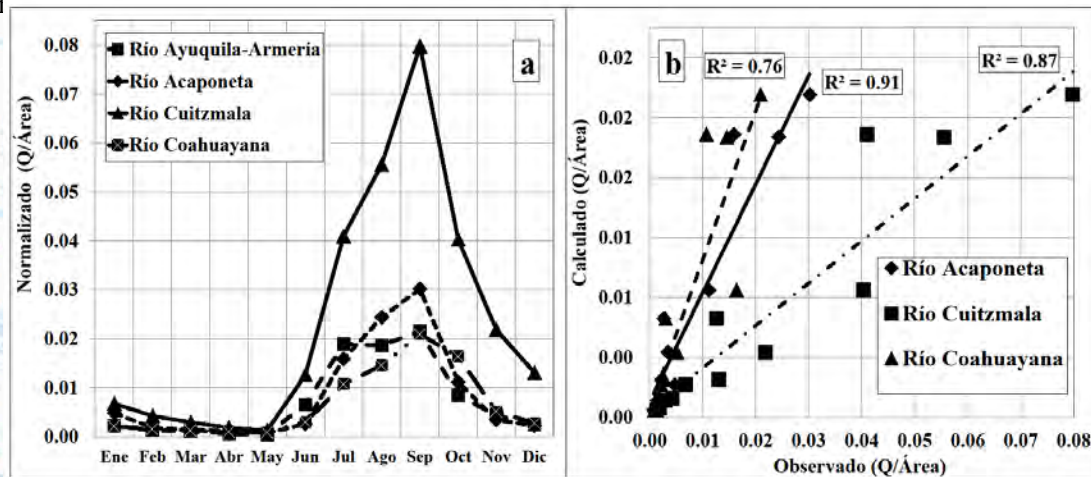 0.08
0.07
0.06
0.05
0.04
0.03
0.02
0.01
0.00
Normalizado (Q/Área)
Río Ayuquila-Armería
Río Acaponeta
Río Cuitzmala
Río Coahuayana
a
Ene Feb Mar Abr May Jun Jul Ago Sep Oct Nov Dic
b
R² = 0.76
R² = 0.91
R² = 0.87
0.02
0.02
0.02
0.01
0.01
0.00
0.00
Calculado (Q/Área)
Río Acaponeta
Río Cuitzmala
Río Coahuayana
0.00 0.01 0.02 0.03 0.04 0.05 0.06 0.07 0.08
Observado (Q/Área)